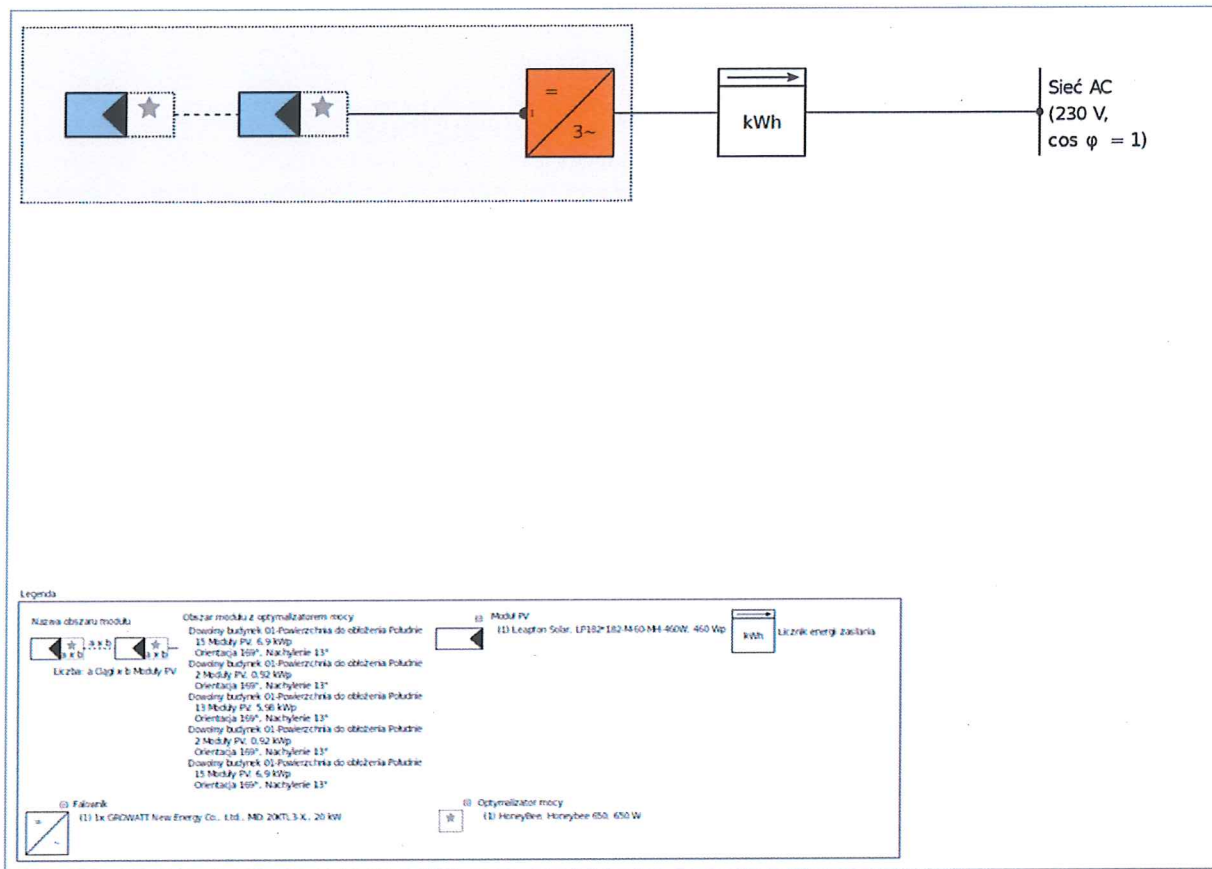 =
3~
kWh
Sieć AC
(230 V,
cos φ = 1)
Legenda
Nazwa obszaru modułu
a x b
a x b
a x b
Liczba: a Ciągi x b Moduły PV
Obszar modułu z optymalizatorem mocy
Dowolny budynek 01-Powierzchnia do obłożenia Południe
15 Moduły PV, 6,9 kWp
Orientacja 169°, Nachylenie 13°
Dowolny budynek 01-Powierzchnia do obłożenia Południe
2 Moduły PV, 0,92 kWp
Orientacja 169°, Nachylenie 13°
Dowolny budynek 01-Powierzchnia do obłożenia Południe
13 Moduły PV, 5,98 kWp
Orientacja 169°, Nachylenie 13°
Dowolny budynek 01-Powierzchnia do obłożenia Południe
2 Moduły PV, 0,92 kWp
Orientacja 169°, Nachylenie 13°
Dowolny budynek 01-Powierzchnia do obłożenia Południe
15 Moduły PV, 6,9 kWp
Orientacja 169°, Nachylenie 13°
Moduł PV
(1) Leapton Solar, LP182*182-M-60-MH-460W, 460 Wp
kWh
Licznik energi zasilania
(i) Falownik
=
~
(1) 1x GROWATT New Energy Co., Ltd., MID 20KTL3-X, 20 kW
Optymalizator mocy
(1) HoneyBee, Honeybee 650, 650 W